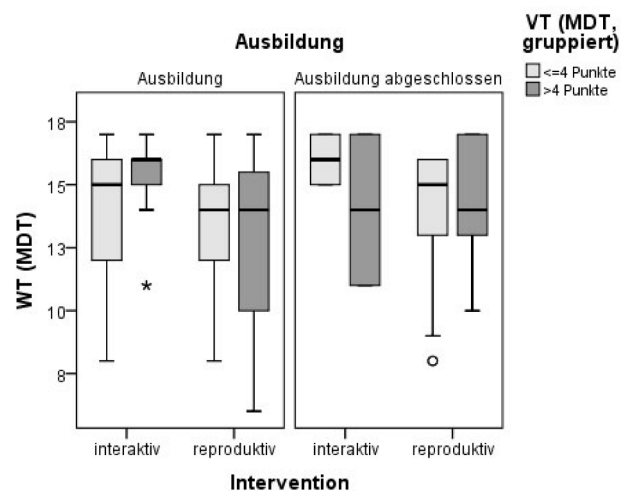 Ausbildung
VT (MDT,
gruppiert)
<=4 Punkte
>4 Punkte
Ausbildung
Ausbildung abgeschlossen
WT (MDT)
18
15
13
10
8
interaktiv
reproduktiv
interaktiv
reproduktiv
Intervention